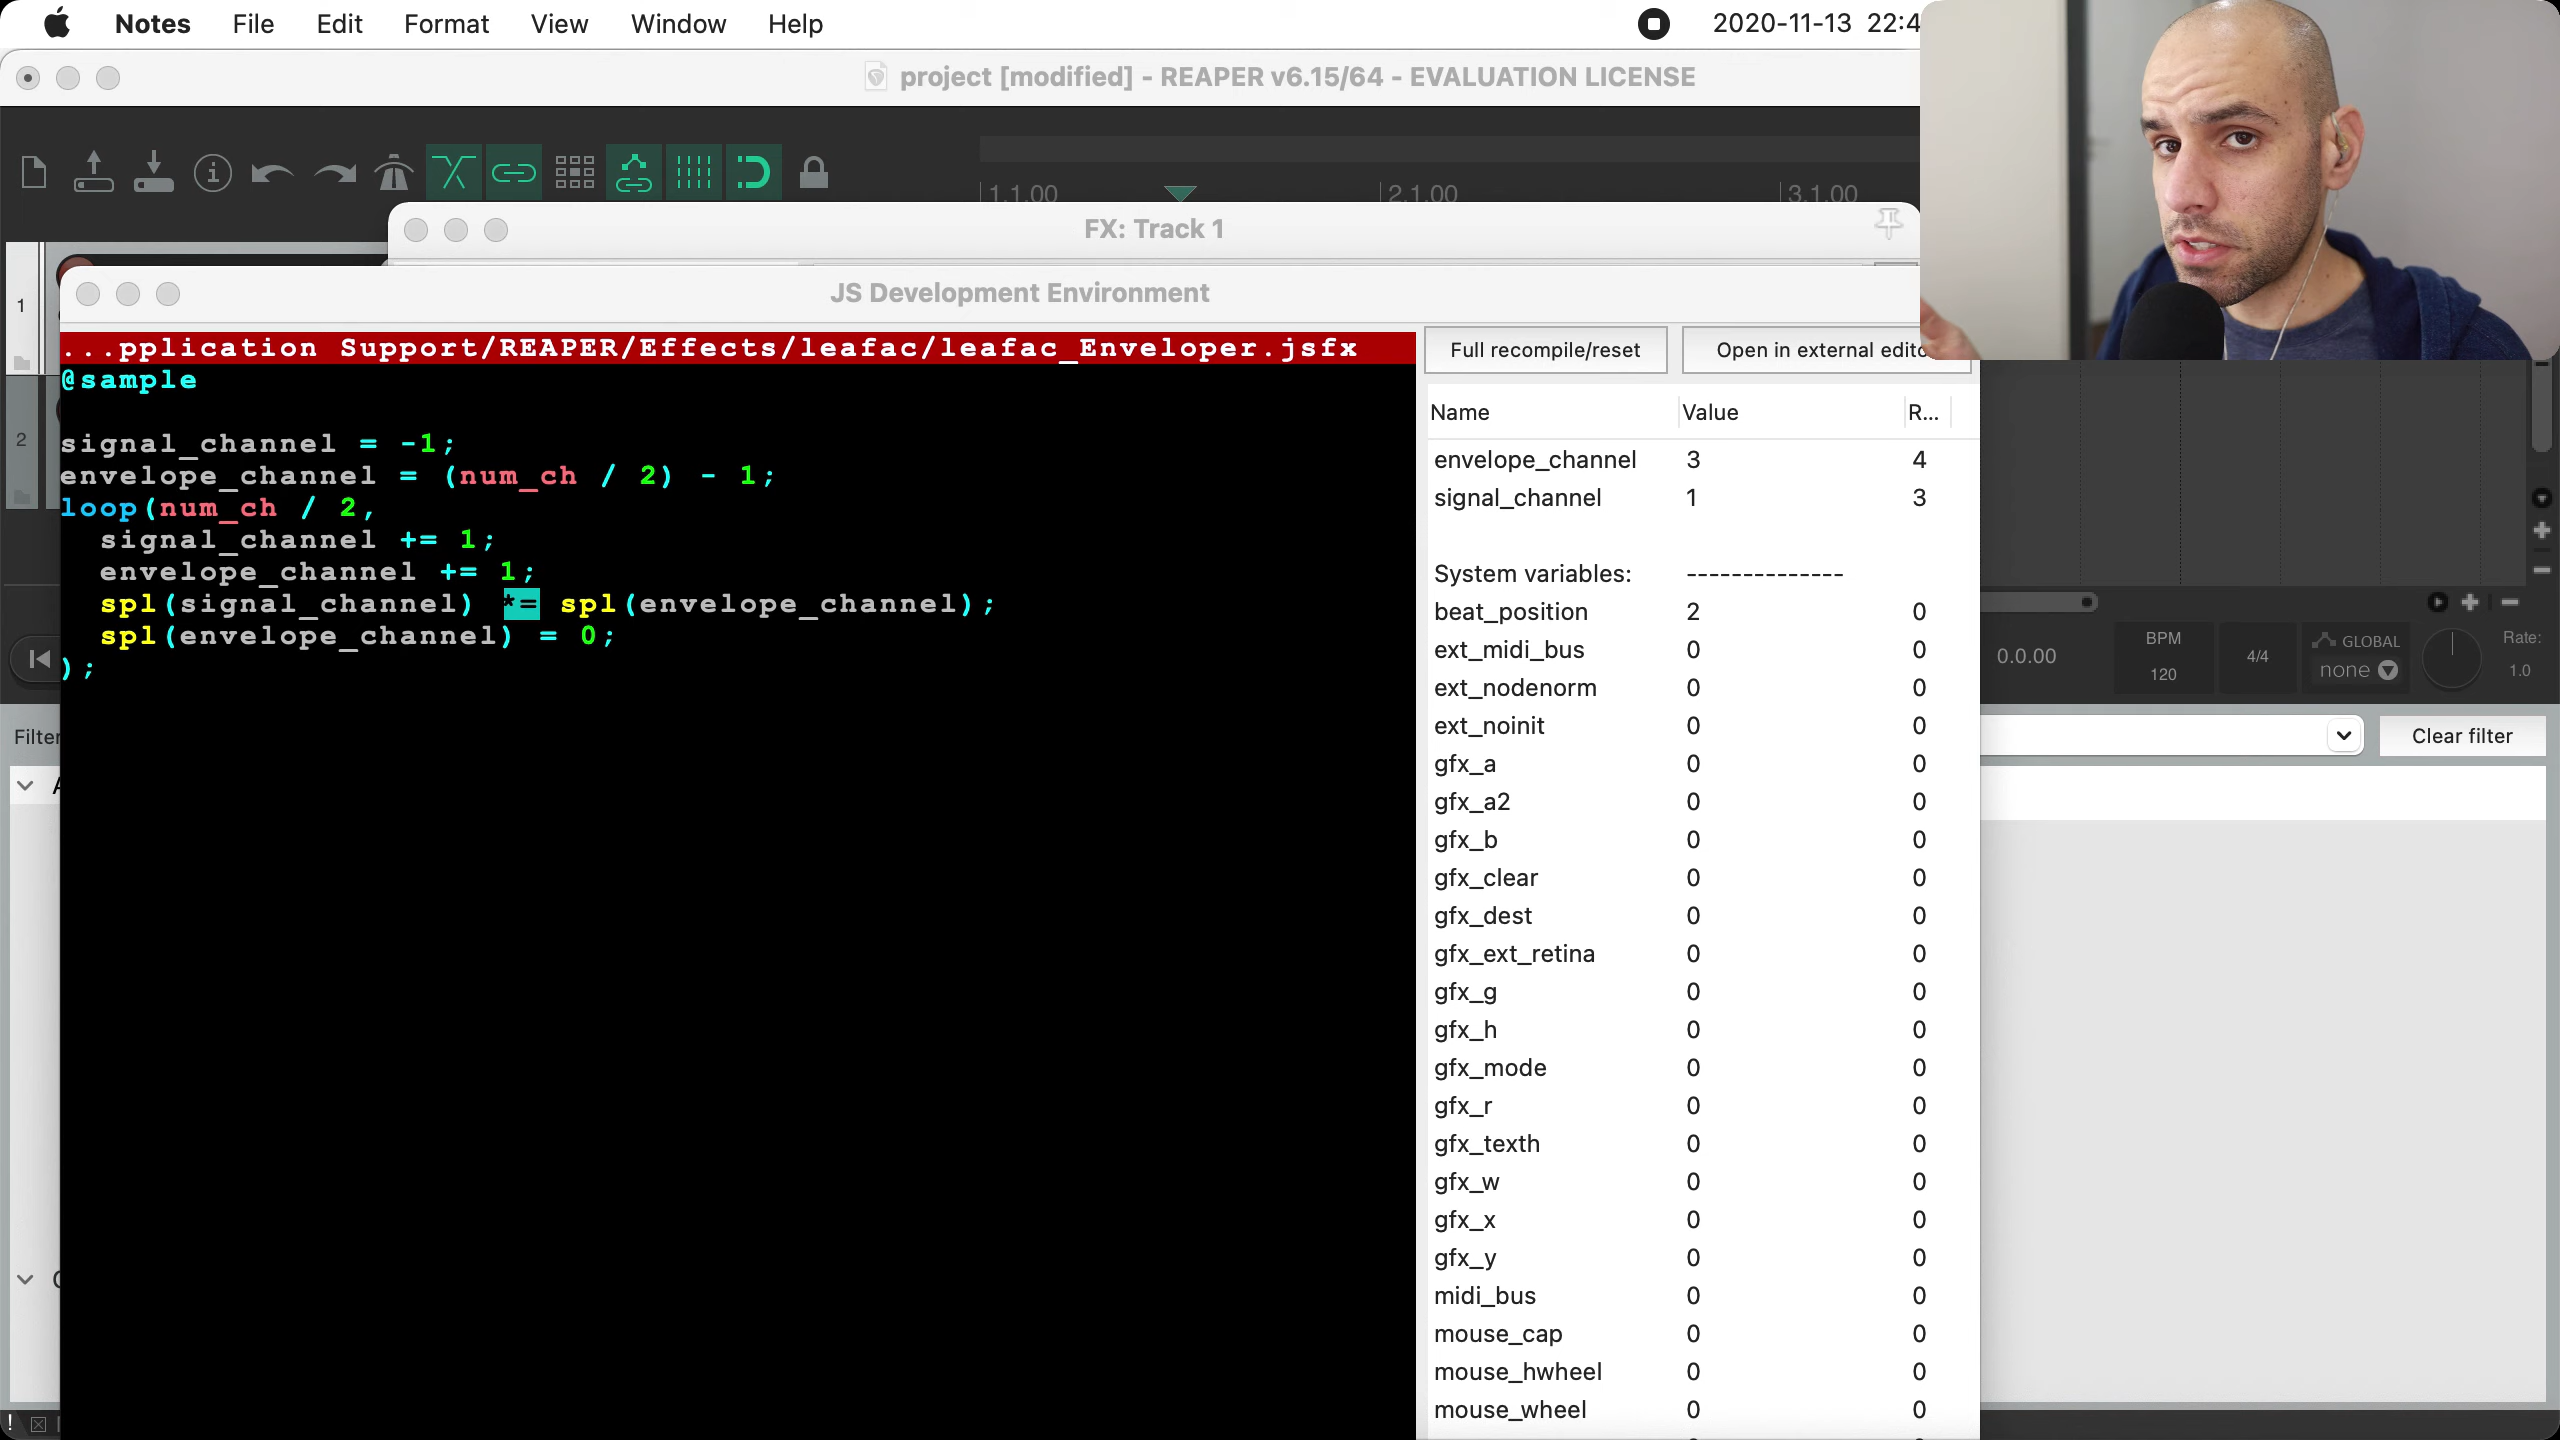 Notes File Edit Format View Window Help 2020-11-13 22:4
project [modified] - REAPER v6.15/64 - EVALUATION LICENSE
1.1.00 2.1.00 3.1.00
FX: Track 1
1
JS Development Environment
...pplication Support/REAPER/Effects/leafac/leafac_Enveloper.jsfx
Full recompile/reset
Open in external edito
@sample
Name Value R...
2
signal_channel = -1;
envelope_channel = (num_ch / 2) - 1;
loop(num_ch / 2,
signal_channel += 1;
envelope_channel += 1;
spl(signal_channel) *= spl(envelope_channel);
spl(envelope_channel) = 0;
);
envelope_channel 3 4
signal_channel 1 3
System variables: --------------
beat_position 2 0
ext_midi_bus 0 0
ext_nodenorm 0 0
ext_noinit 0 0
gfx_a 0 0
gfx_a2 0 0
gfx_b 0 0
gfx_clear 0 0
gfx_dest 0 0
gfx_ext_retina 0 0
gfx_g 0 0
gfx_h 0 0
gfx_mode 0 0
gfx_r 0 0
gfx_texth 0 0
gfx_w 0 0
gfx_x 0 0
gfx_y 0 0
midi_bus 0 0
mouse_cap 0 0
mouse_hwheel 0 0
mouse_wheel 0 0
0.0.00
BPM
120
4/4
GLOBAL
none
Rate:
1.0
Filter
Clear filter